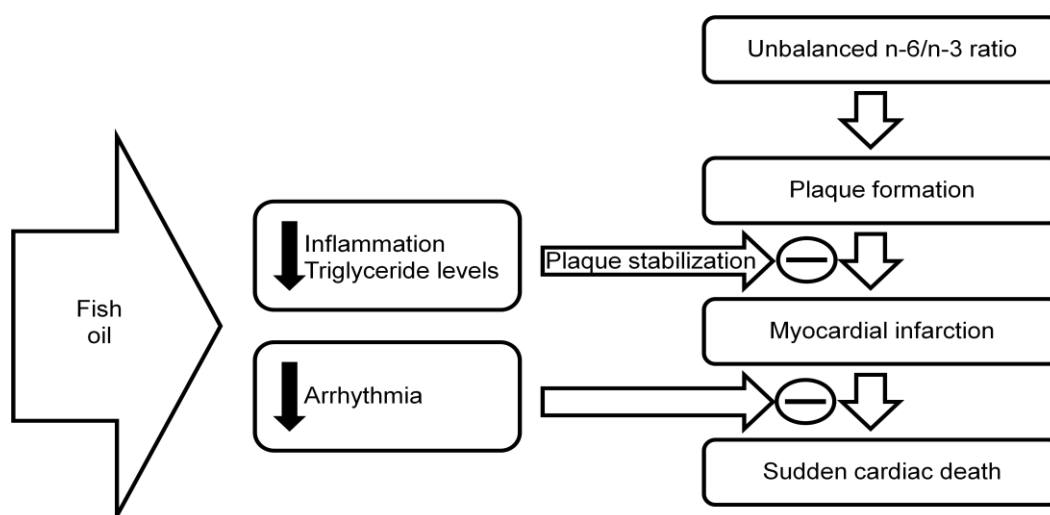 Unbalanced n-6/n-3 ratio
Plaque formation
Inflammation
Triglyceride levels
Plaque stabilization
Fish
oil
Myocardial infarction
Arrhythmia
Sudden cardiac death